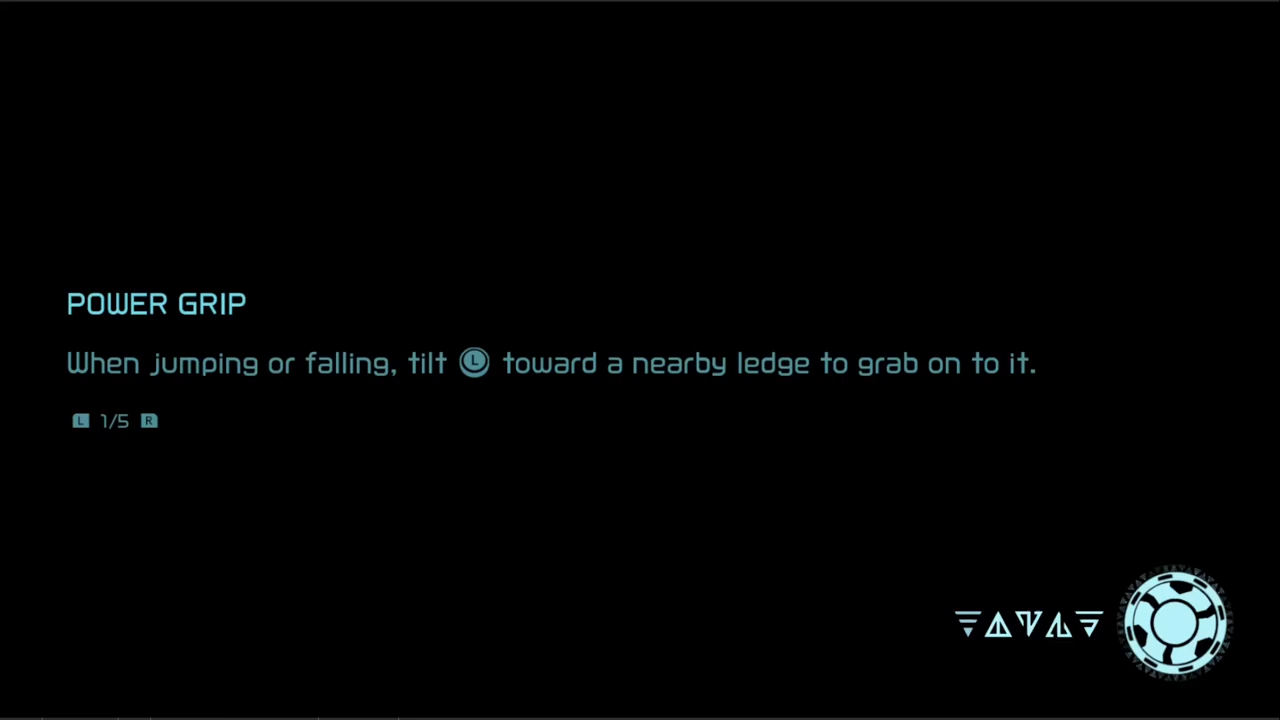 POWER GRIP
When jumping or falling, tilt L toward a nearby ledge to grab on to it.
L 1/5 R